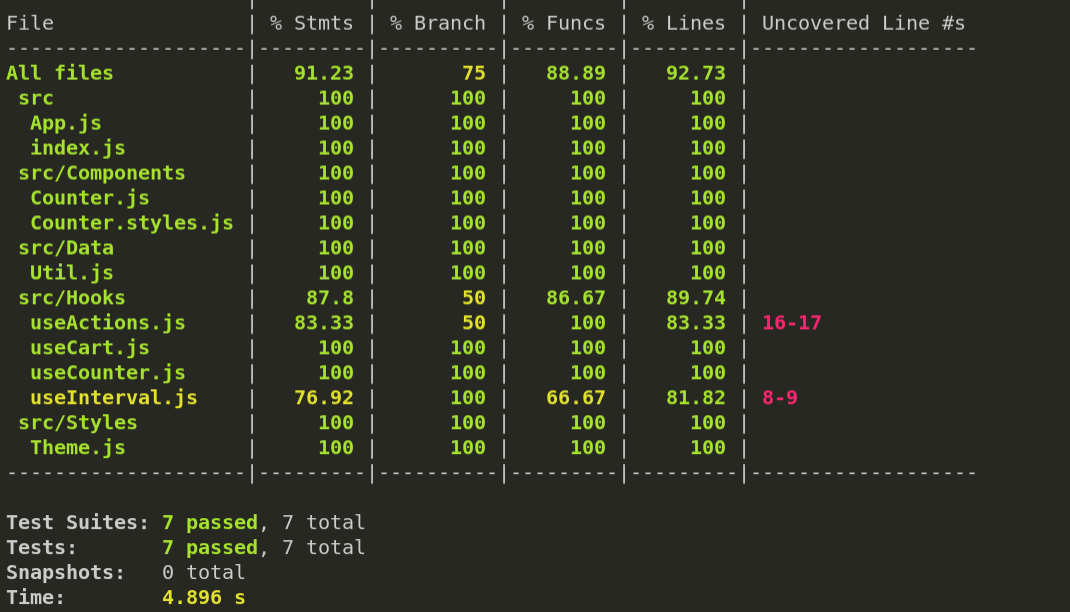 File | % Stmts | % Branch | % Funcs | % Lines | Uncovered Line #s
--------------------|---------|----------|---------|---------|-------------------
All files | 91.23 | 75 | 88.89 | 92.73 |
src | 100 | 100 | 100 | 100 |
App.js | 100 | 100 | 100 | 100 |
index.js | 100 | 100 | 100 | 100 |
src/Components | 100 | 100 | 100 | 100 |
Counter.js | 100 | 100 | 100 | 100 |
Counter.styles.js | 100 | 100 | 100 | 100 |
src/Data | 100 | 100 | 100 | 100 |
Util.js | 100 | 100 | 100 | 100 |
src/Hooks | 87.8 | 50 | 86.67 | 89.74 |
useActions.js | 83.33 | 50 | 100 | 83.33 | 16-17
useCart.js | 100 | 100 | 100 | 100 |
useCounter.js | 100 | 100 | 100 | 100 |
useInterval.js | 76.92 | 100 | 66.67 | 81.82 | 8-9
src/Styles | 100 | 100 | 100 | 100 |
Theme.js | 100 | 100 | 100 | 100 |
--------------------|---------|----------|---------|---------|-------------------
Test Suites: 7 passed, 7 total
Tests: 7 passed, 7 total
Snapshots: 0 total
Time: 4.896 s